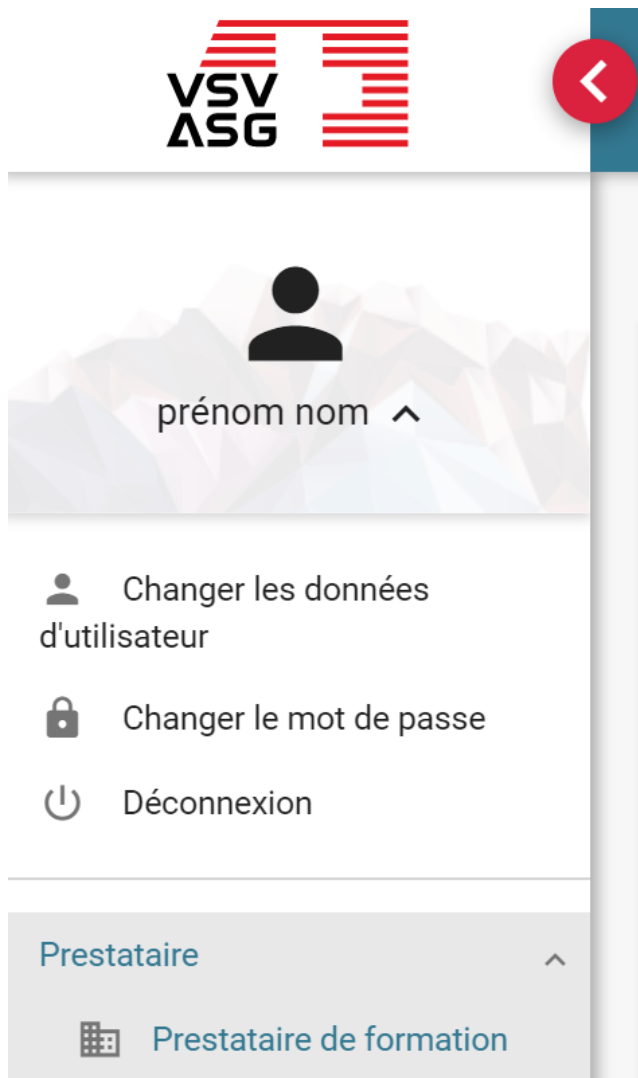 VSV
ASG
prénom nom
Changer les données
d'utilisateur
Changer le mot de passe
Déconnexion
Prestataire
Prestataire de formation